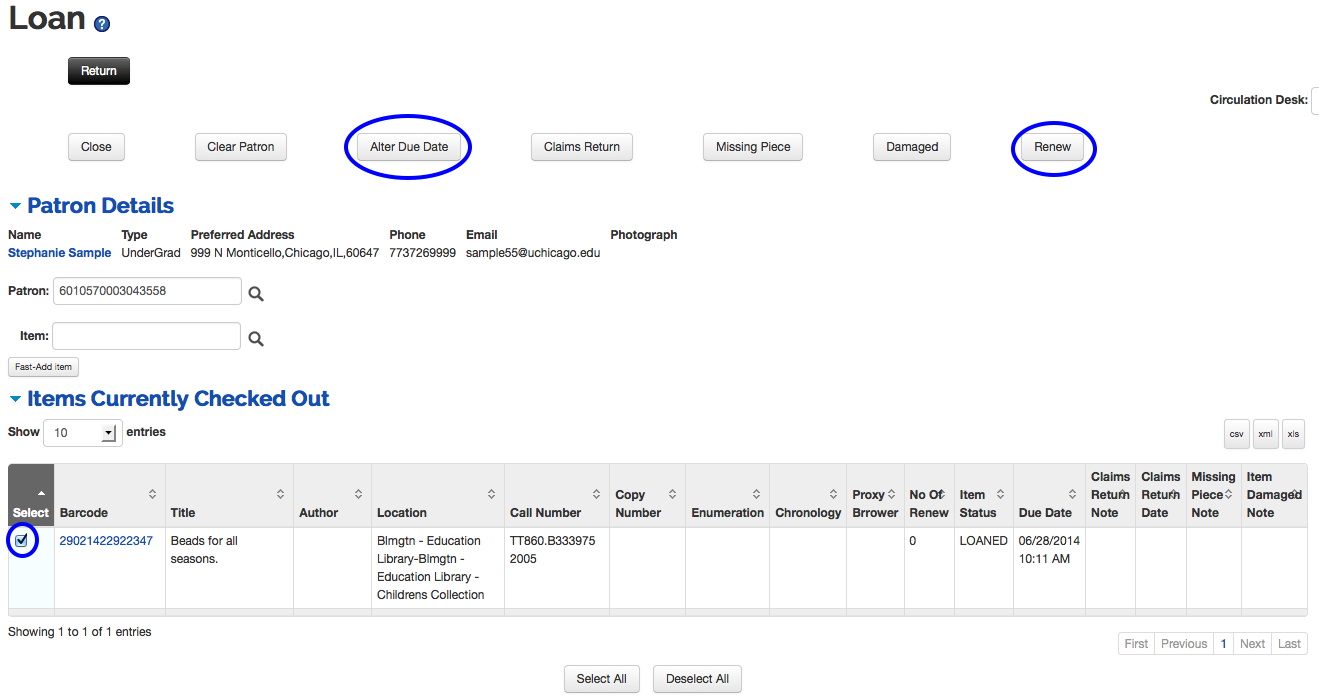 Loan ?
Return
Circulation Desk:
Close Clear Patron Alter Due Date Claims Return Missing Piece Damaged Renew
Patron Details
Name Type Preferred Address Phone Email Photograph
Stephanie Sample UnderGrad 999 N Monticello,Chicago,IL,60647 7737269999 sample55@uchicago.edu
Patron: 6010570003043558
Item:
Fast-Add Item
Items Currently Checked Out
Show 10 entries
csv xml xls
Claims Claims Missing Item
Copy Proxy No Of Item Return Return Piece Damaged
Select Barcode Title Author Location Call Number Number Enumeration Chronology Brrower Renew Status Due Date Note Date Note Note
29021422922347 Beads for all Blmgtn - Education TT860.B333975 0 LOANED 06/28/2014
seasons. Library-Blmgtn - 2005 10:11 AM
Education Library -
Childrens Collection
Showing 1 to 1 of 1 entries
First Previous 1 Next Last
Select All Deselect All